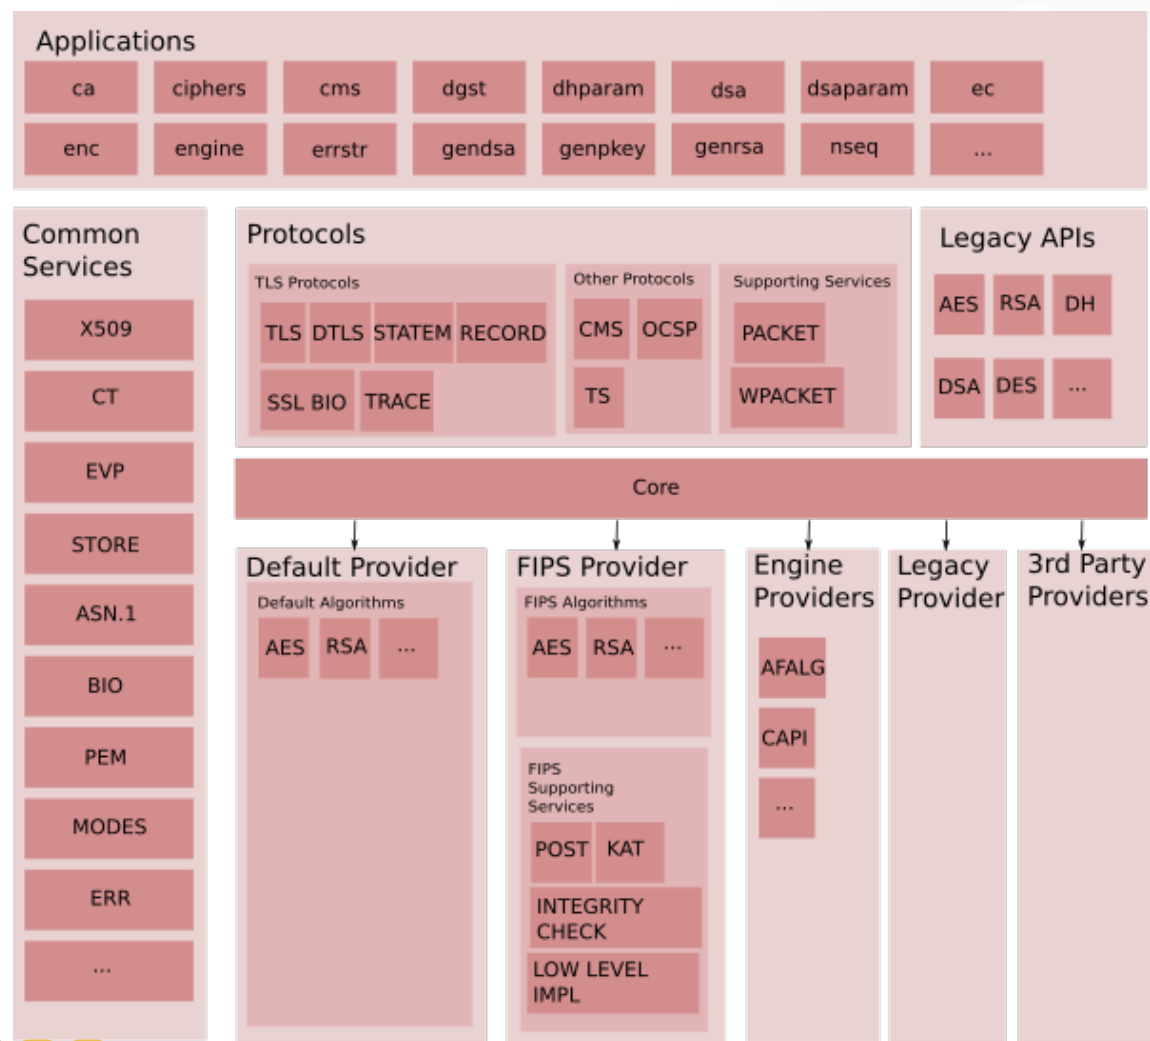 Applications
ca ciphers cms dgst dhparam dsa dsaparam ec
enc engine errstr gendsa genpkey genrsa nseq ...
Common
Services
X509
CT
EVP
STORE
ASN.1
BIO
PEM
MODES
ERR
...
Protocols
TLS Protocols
TLS DTLS STATEM RECORD
SSL BIO TRACE
Other Protocols
CMS OCSP
TS
Supporting Services
PACKET
WPACKET
Legacy APIs
AES RSA DH
DSA DES ...
Core
Default Provider
Default Algorithms
AES RSA ...
FIPS Provider
FIPS Algorithms
AES RSA ...
FIPS
Supporting
Services
POST KAT
INTEGRITY
CHECK
LOW LEVEL
IMPL
Engine
Providers
AFALG
CAPI
...
Legacy
Provider
3rd Party
Providers